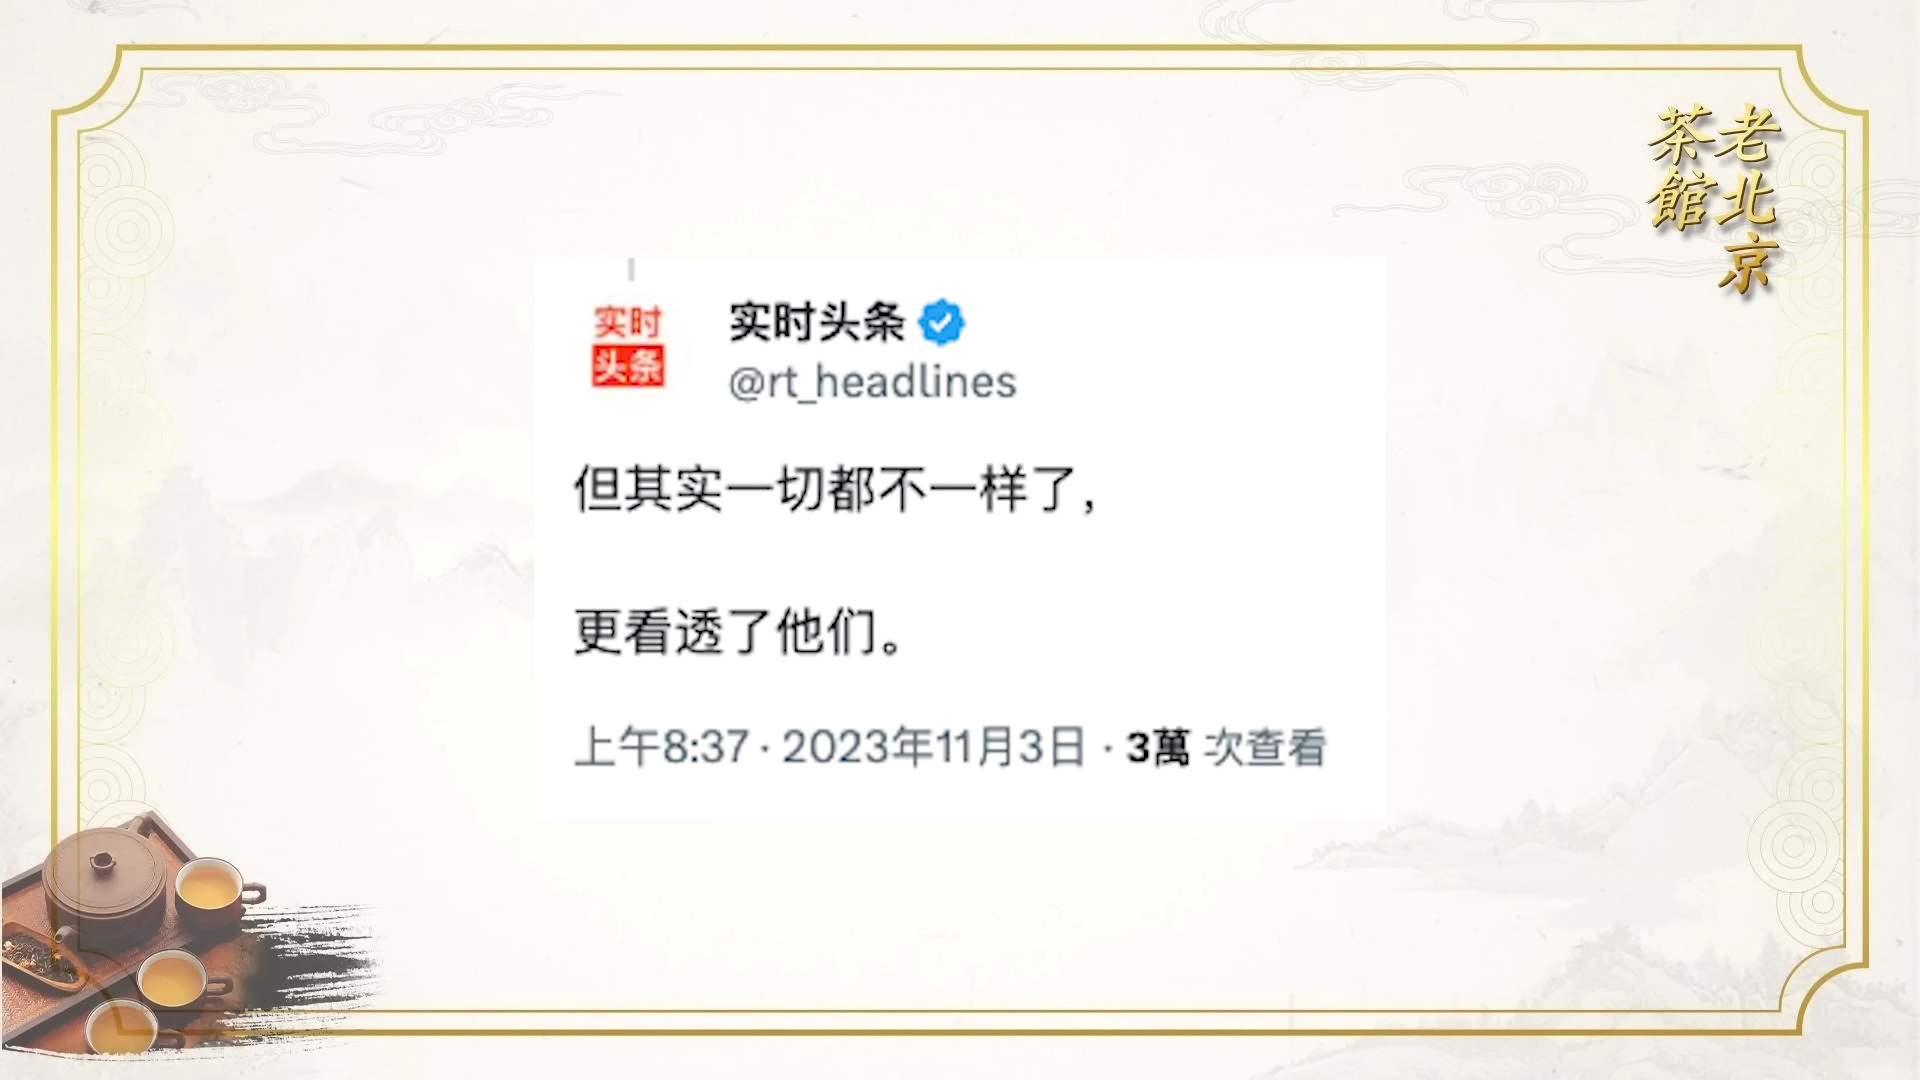 老北京
茶館
实时
头条
实时头条
@rt_headlines
但其实一切都不一样了，
更看透了他们。
上午8:37 · 2023年11月3日 · 3萬 次查看